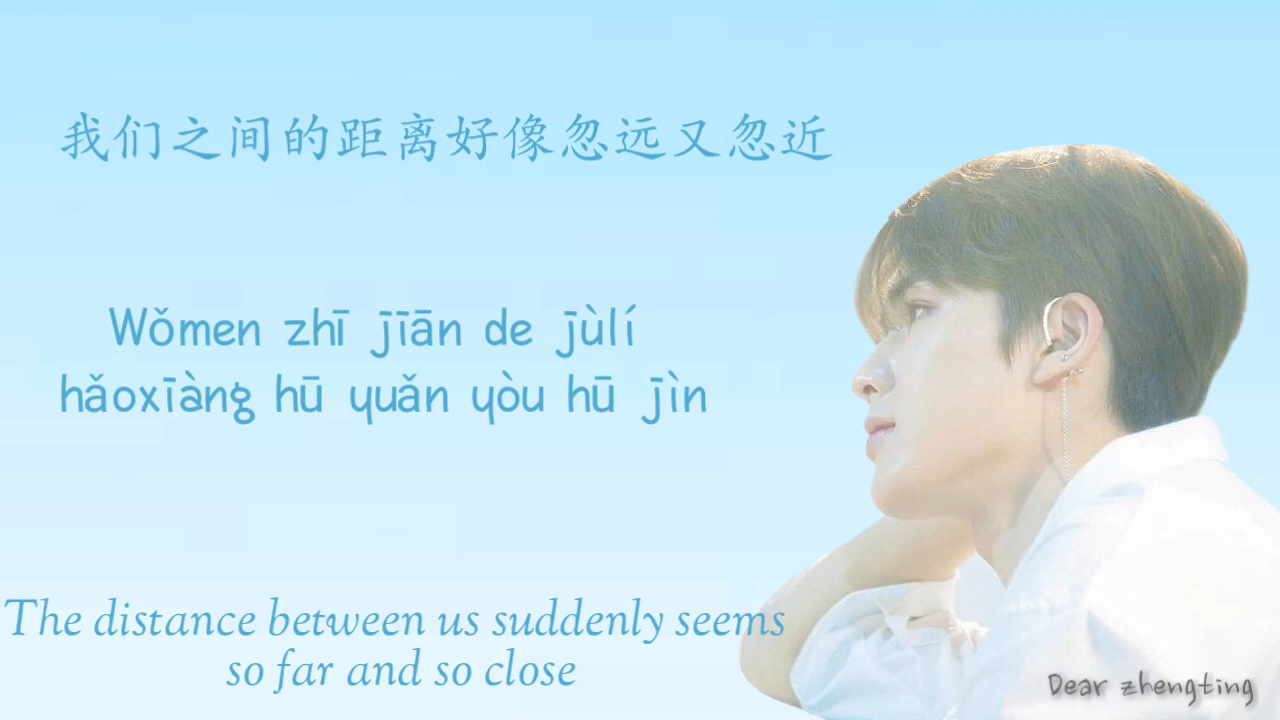 我们之间的距离好像忽远又忽近
Wǒmen zhī jīān de jùlí
hǎoxīàng hū yuǎn yòu hū jìn
The distance between us suddenly seems
so far and so close
Dear zhengting